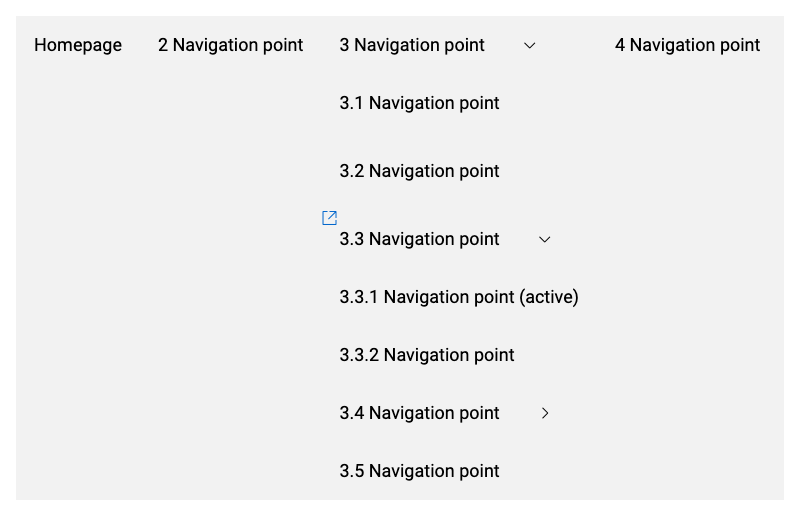 Homepage
2 Navigation point
3 Navigation point
4 Navigation point
3.1 Navigation point
3.2 Navigation point
3.3 Navigation point
3.3.1 Navigation point (active)
3.3.2 Navigation point
3.4 Navigation point
3.5 Navigation point